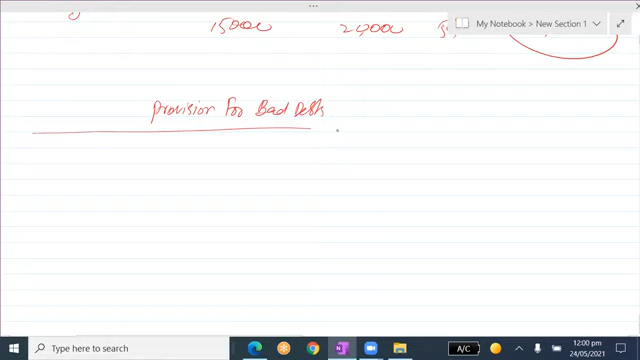 My Notebook > New Section 1
15000 24000
Provision For Bad Debts
Type here to search
A/C
12:00 pm
24/05/2021